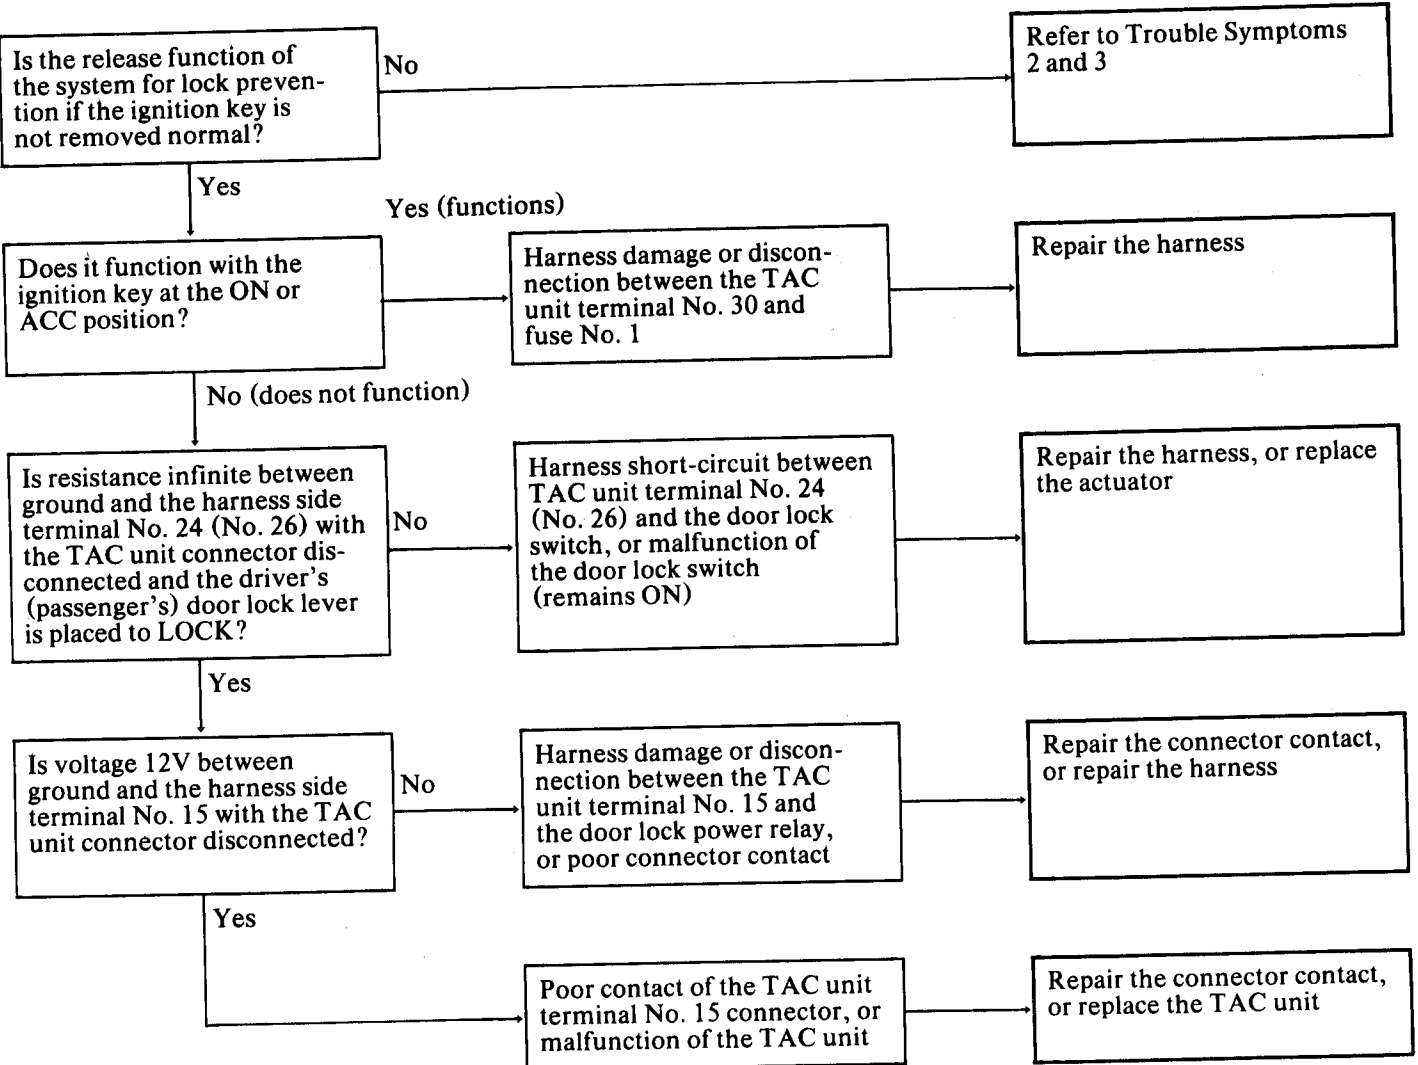 Is the release function of
the system for lock preven-
tion if the ignition key is
not removed normal?
No
Refer to Trouble Symptoms
2 and 3
Yes
Does it function with the
ignition key at the ON or
ACC position?
Yes (functions)
Harness damage or discon-
nection between the TAC
unit terminal No. 30 and
fuse No. 1
Repair the harness
No (does not function)
Is resistance infinite between
ground and the harness side
terminal No. 24 (No. 26) with
the TAC unit connector dis-
connected and the driver's
(passenger's) door lock lever
is placed to LOCK?
No
Harness short-circuit between
TAC unit terminal No. 24
(No. 26) and the door lock
switch, or malfunction of
the door lock switch
(remains ON)
Repair the harness, or replace
the actuator
Yes
Is voltage 12V between
ground and the harness side
terminal No. 15 with the TAC
unit connector disconnected?
No
Harness damage or discon-
nection between the TAC
unit terminal No. 15 and
the door lock power relay,
or poor connector contact
Repair the connector contact,
or repair the harness
Yes
Poor contact of the TAC unit
terminal No. 15 connector, or
malfunction of the TAC unit
Repair the connector contact,
or replace the TAC unit